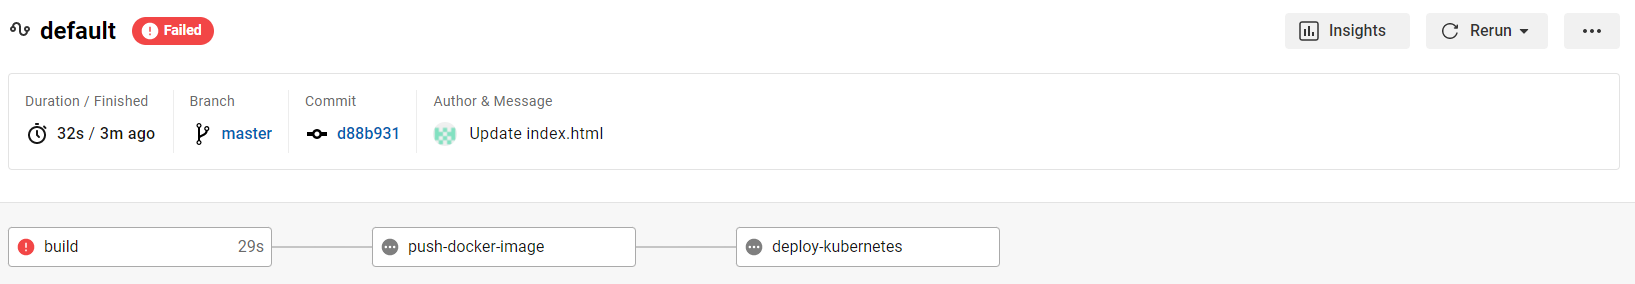 default Failed Insights Rerun
Duration / Finished Branch Commit Author & Message
32s / 3m ago master d88b931 Update index.html
build 29s push-docker-image deploy-kubernetes